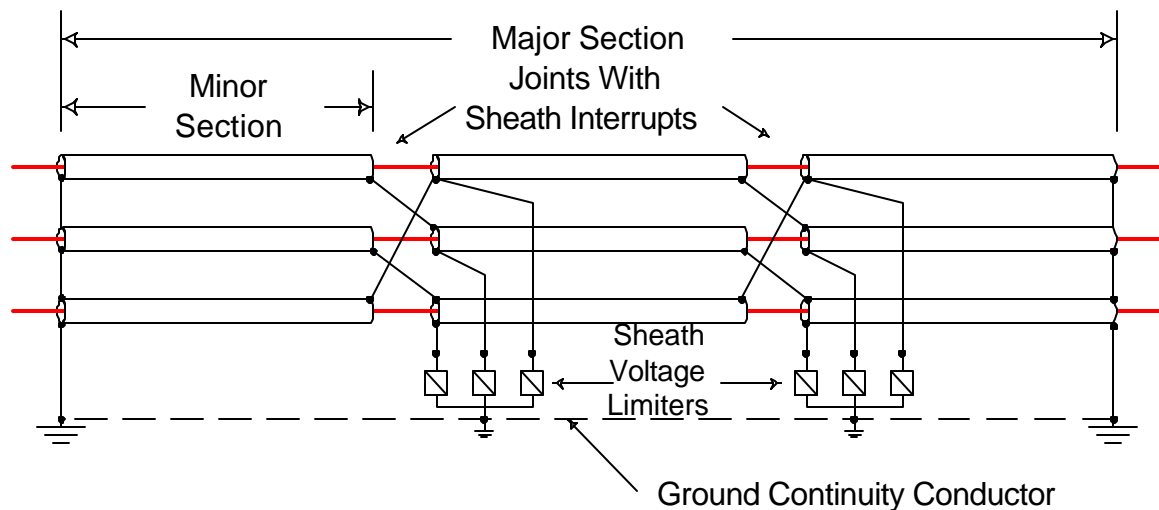 Major Section
Joints With
Sheath Interrupts
Minor
Section
Sheath
Voltage
Limiters
Ground Continuity Conductor